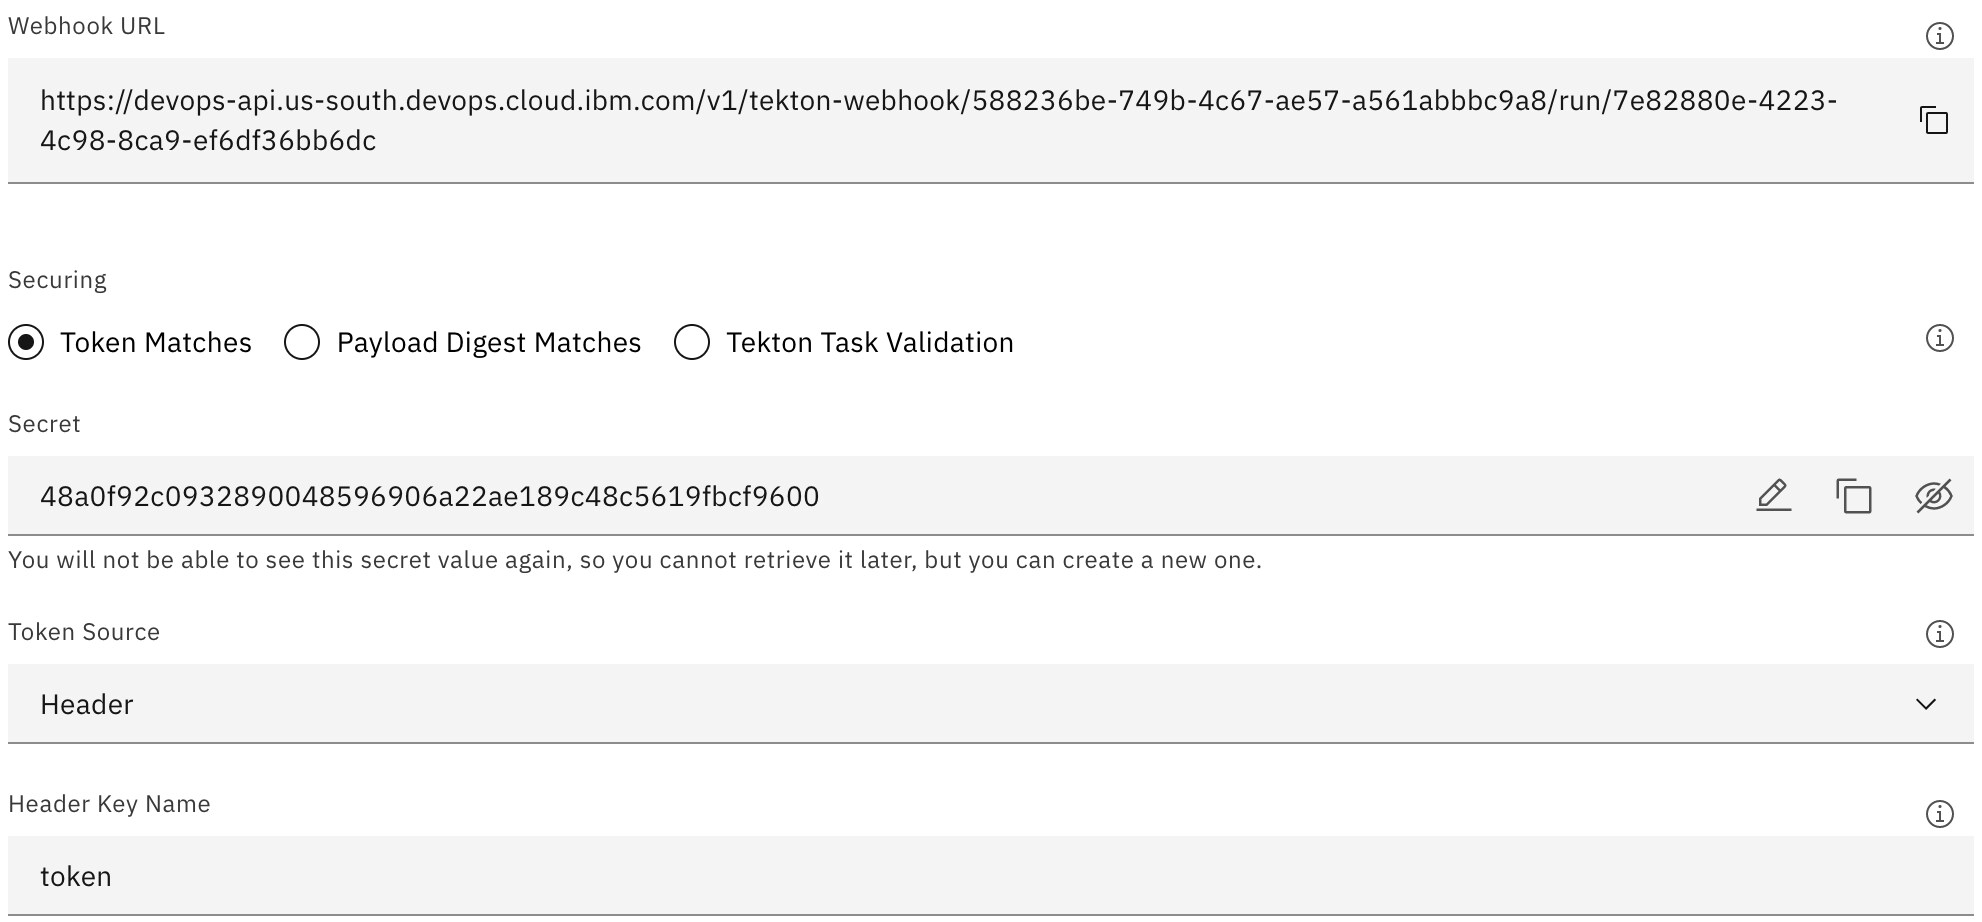 Webhook URL
https://devops-api.us-south.devops.cloud.ibm.com/v1/tekton-webhook/588236be-749b-4c67-ae57-a561abbbc9a8/run/7e82880e-4223-
4c98-8ca9-ef6df36bb6dc
Securing
Token Matches Payload Digest Matches Tekton Task Validation
Secret
48a0f92c0932890048596906a22ae189c48c5619fbcf9600
You will not be able to see this secret value again, so you cannot retrieve it later, but you can create a new one.
Token Source
Header
Header Key Name
token